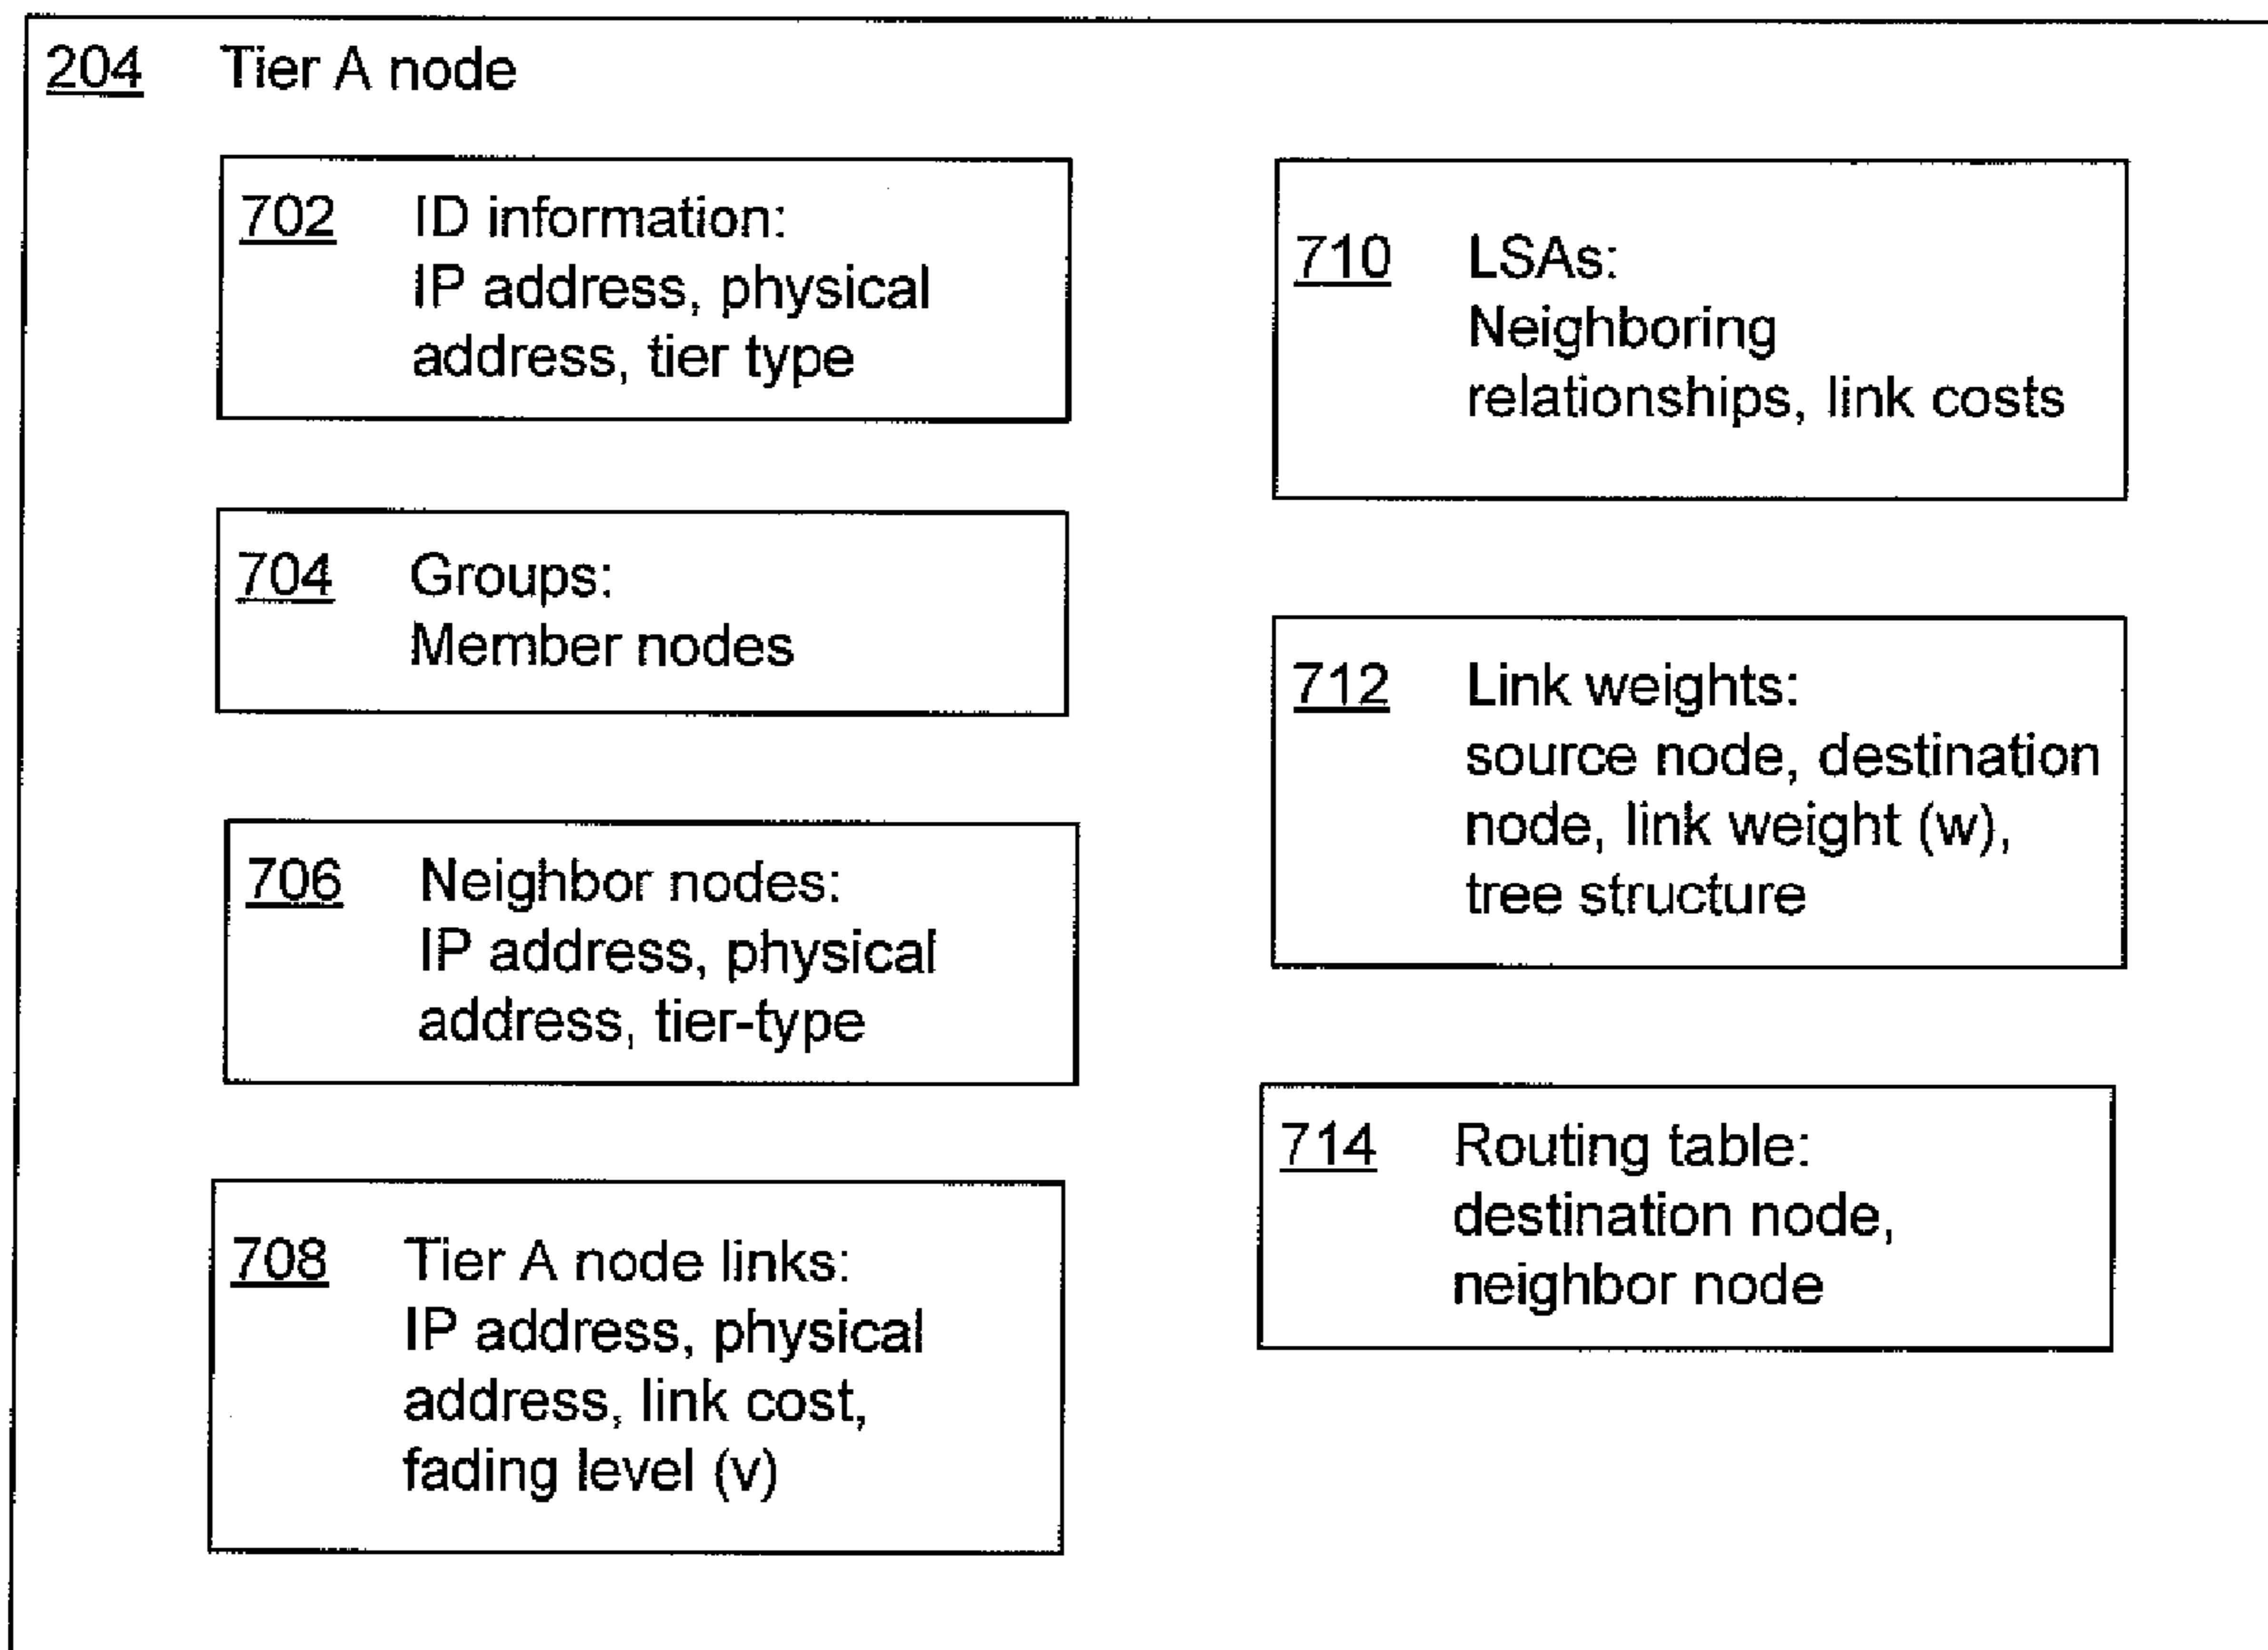 204 Tier A node
702 ID information:
IP address, physical
address, tier type
704 Groups:
Member nodes
706 Neighbor nodes:
IP address, physical
address, tier-type
708 Tier A node links:
IP address, physical
address, link cost,
fading level (v)
710 LSAs:
Neighboring
relationships, link costs
712 Link weights:
source node, destination
node, link weight (w),
tree structure
714 Routing table:
destination node,
neighbor node